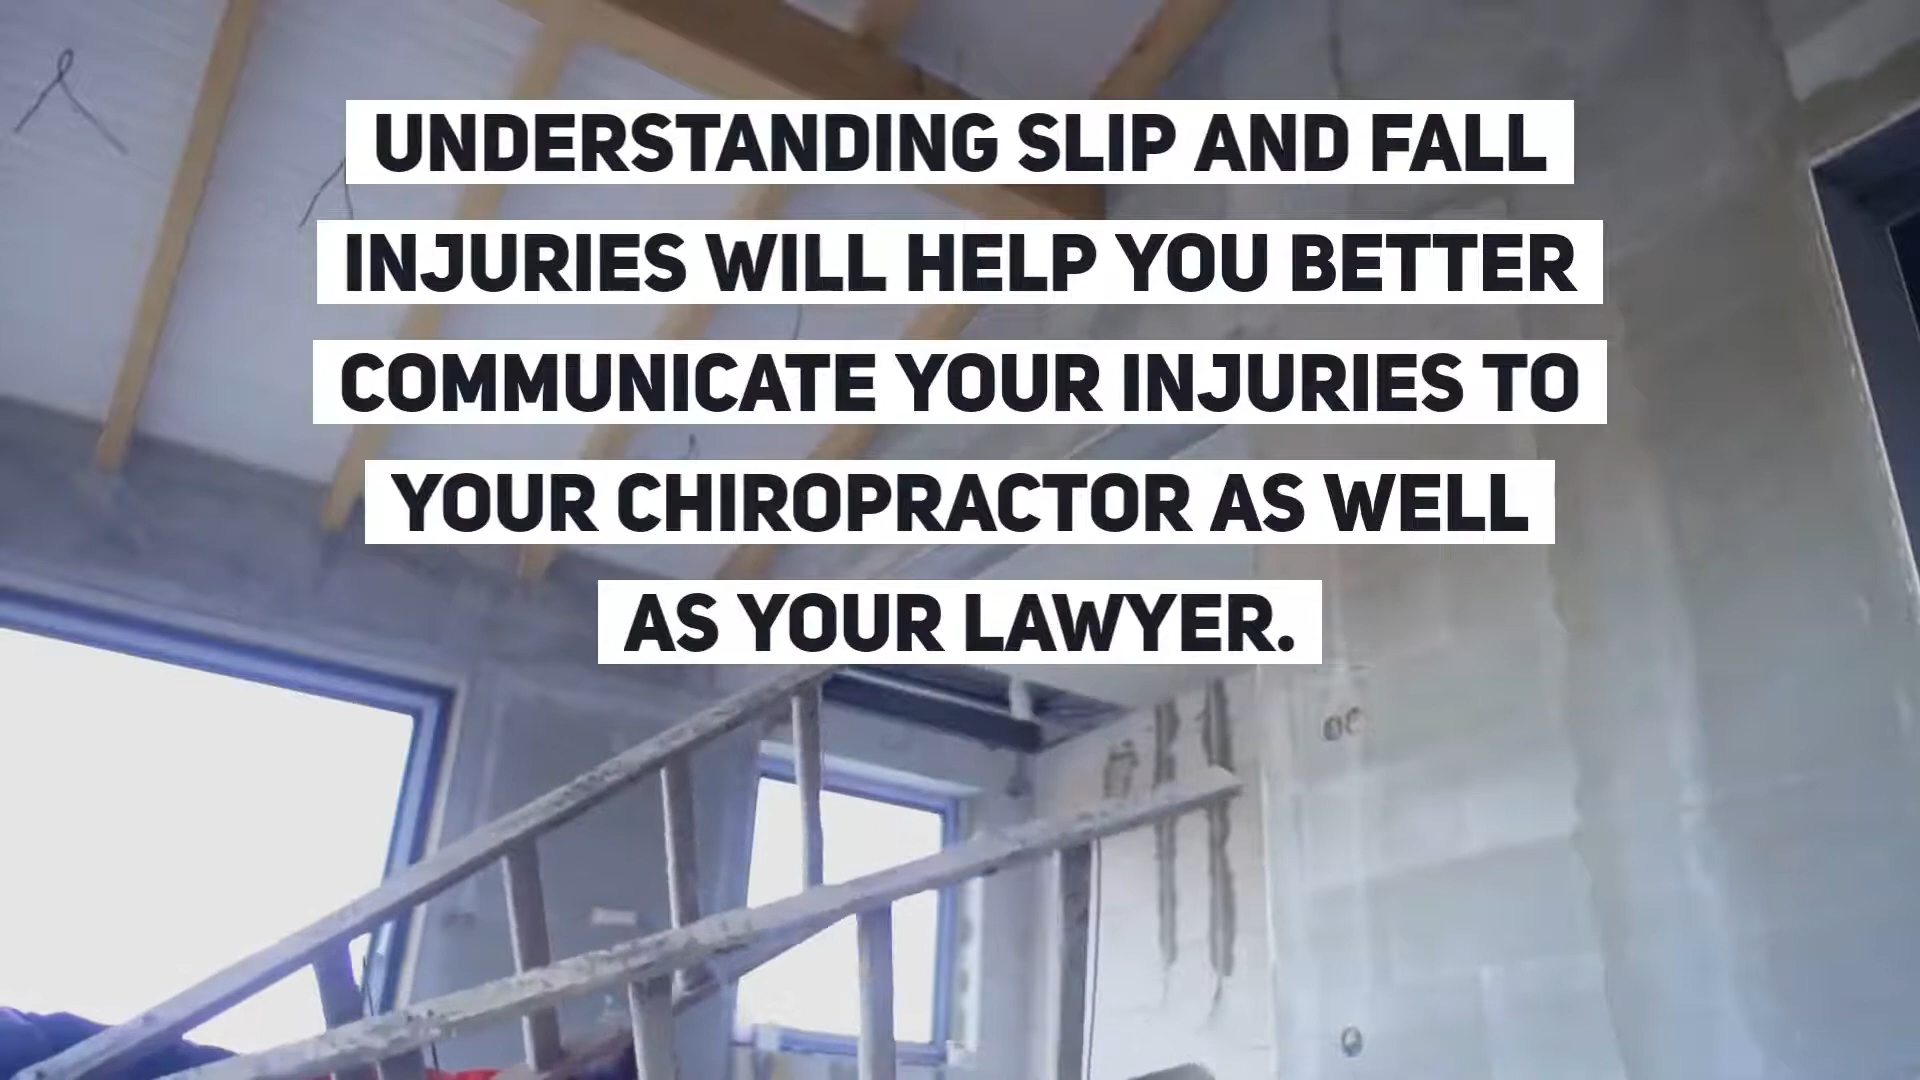 UNDERSTANDING SLIP AND FALL
INJURIES WILL HELP YOU BETTER
COMMUNICATE YOUR INJURIES TO
YOUR CHIROPRACTOR AS WELL
AS YOUR LAWYER.